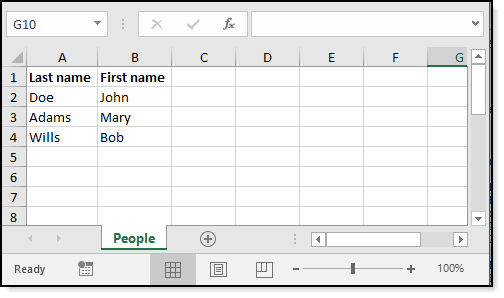 G10
fx
A B C D E F G
1 Last name First name
2 Doe John
3 Adams Mary
4 Wills Bob
5
6
7
8
People
Ready 100%